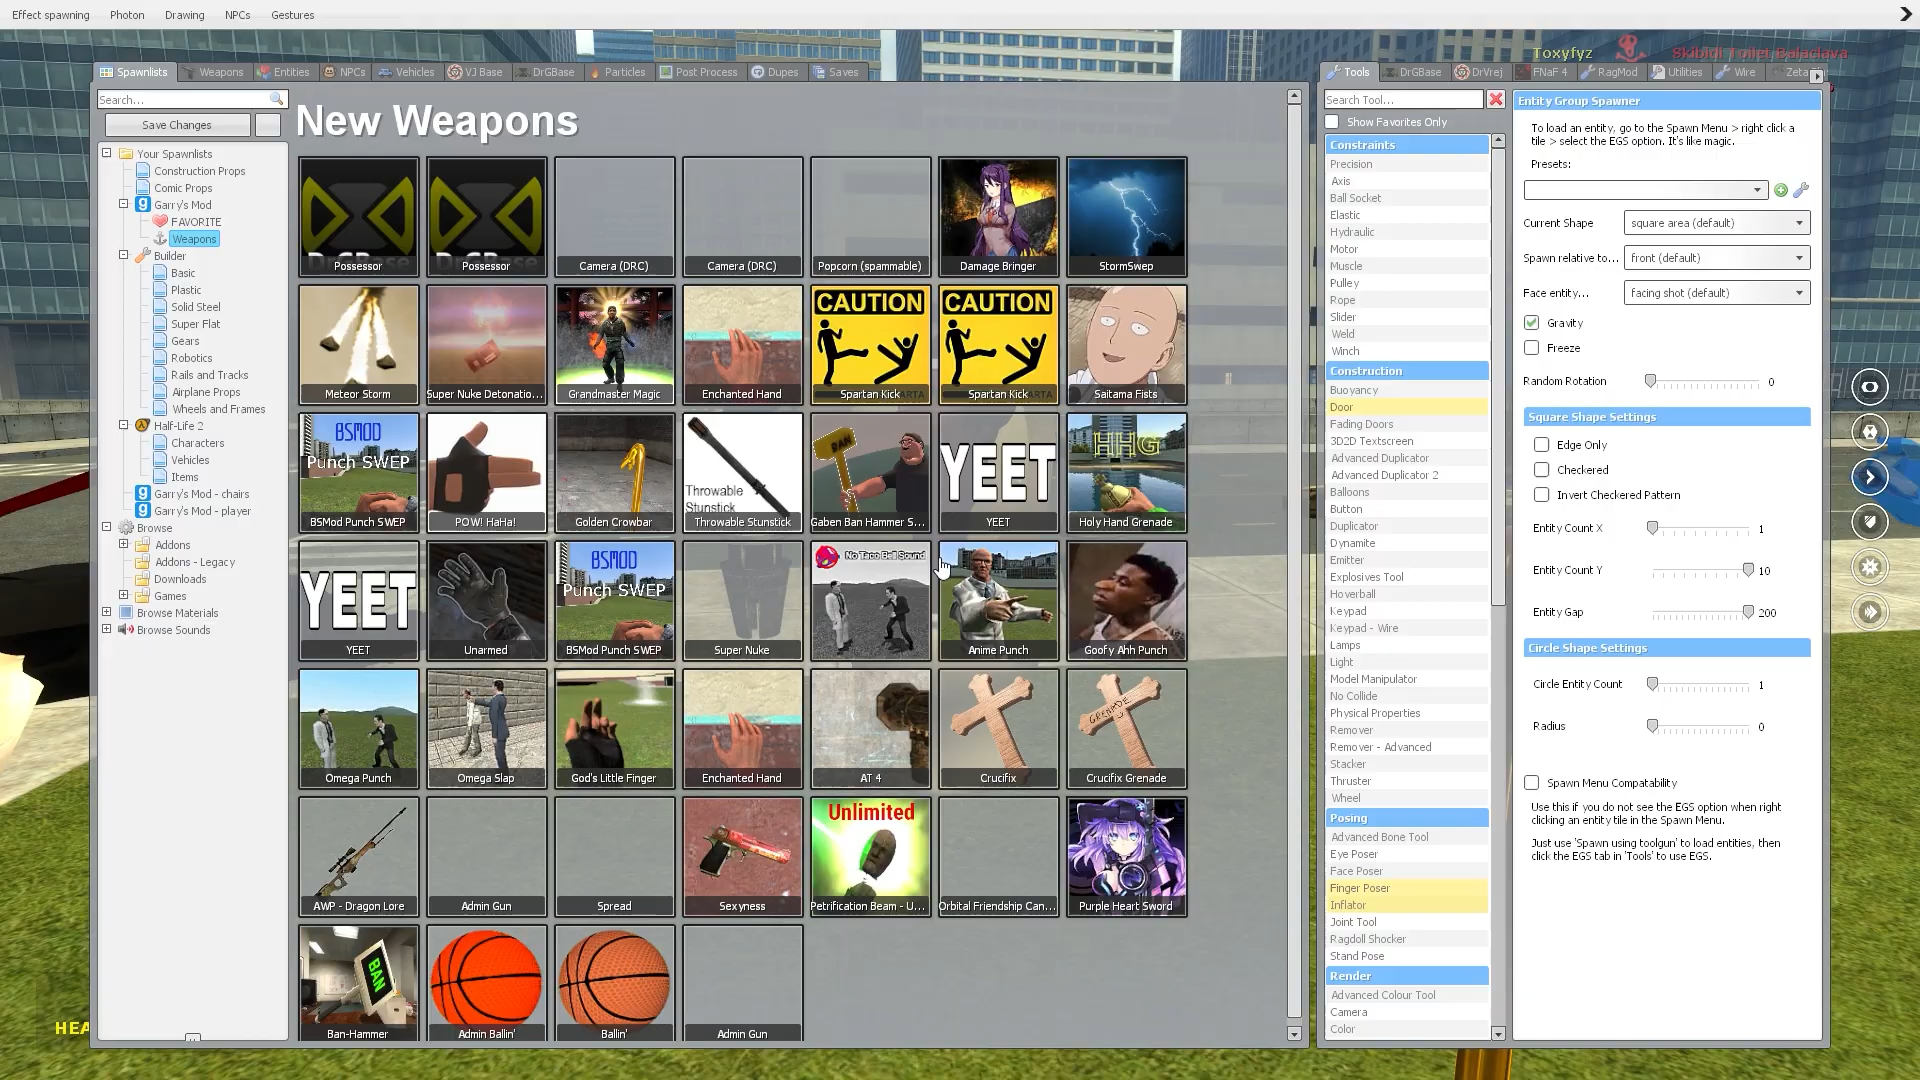 Effect spawning Photon Drawing NPCs Gestures
Toxyfyz Skibidi Toilet Balaclava
Spawnlists Weapons Entities NPCs Vehicles VJ Base DrGBase Particles Post Process Dupes Saves
Search...
Save Changes
Your Spawnlists
Construction Props
Comic Props
Garry's Mod
FAVORITE
Weapons
Builder
Basic
Plastic
Solid Steel
Super Flat
Gears
Robotics
Rails and Tracks
Airplane Props
Wheels and Frames
Half-Life 2
Characters
Vehicles
Items
Garry's Mod - chairs
Garry's Mod - player
Browse
Addons
Addons - Legacy
Downloads
Games
Browse Materials
Browse Sounds
HEA
New Weapons
Possessor Possessor Camera (DRC) Camera (DRC) Popcorn (spammable) Damage Bringer StormSwep
CAUTION CAUTION
Meteor Storm Super Nuke Detonatio... Grandmaster Magic Enchanted Hand Spartan Kick Spartan Kick Saitama Fists
BSMOD
Punch SWEP
Throwable
Stunstick
BAN
YEET
HHG
BSMod Punch SWEP POW! HaHa! Golden Crowbar Throwable Stunstick Gaben Ban Hammer S... YEET Holy Hand Grenade
YEET
BSMOD
Punch SWEP
No Taco Bell Sound
YEET Unarmed BSMod Punch SWEP Super Nuke Anime Punch Goofy Ahh Punch
GRENADE
Omega Punch Omega Slap God's Little Finger Enchanted Hand AT 4 Crucifix Crucifix Grenade
Unlimited
AWP - Dragon Lore Admin Gun Spread Sexyness Petrification Beam - U... Orbital Friendship Can... Purple Heart Sword
BAN
Ban-Hammer Admin Ballin' Ballin' Admin Gun
Tools DrGBase DrVrej FNaF 4 RagMod Utilities Wire
Search Tool...
Show Favorites Only
Constraints
Precision
Axis
Ball Socket
Elastic
Hydraulic
Motor
Muscle
Pulley
Rope
Slider
Weld
Winch
Construction
Buoyancy
Door
Fading Doors
3D2D Textscreen
Advanced Duplicator
Advanced Duplicator 2
Balloons
Button
Duplicator
Dynamite
Emitter
Explosives Tool
Hoverball
Keypad
Keypad - Wire
Lamps
Light
Model Manipulator
No Collide
Physical Properties
Remover
Remover - Advanced
Stacker
Thruster
Wheel
Posing
Advanced Bone Tool
Eye Poser
Face Poser
Finger Poser
Inflator
Joint Tool
Ragdoll Shocker
Stand Pose
Render
Advanced Colour Tool
Camera
Color
Entity Group Spawner
To load an entity, go to the Spawn Menu > right click a
tile > select the EGS option. It's like magic.
Presets:
Current Shape square area (default)
Spawn relative to... front (default)
Face entity... facing shot (default)
Gravity
Freeze
Random Rotation 0
Square Shape Settings
Edge Only
Checkered
Invert Checkered Pattern
Entity Count X 1
Entity Count Y 10
Entity Gap 200
Circle Shape Settings
Circle Entity Count 1
Radius 0
Spawn Menu Compatability
Use this if you do not see the EGS option when right
clicking an entity tile in the Spawn Menu.
Just use 'Spawn using toolgun' to load entities, then
click the EGS tab in 'Tools' to use EGS.